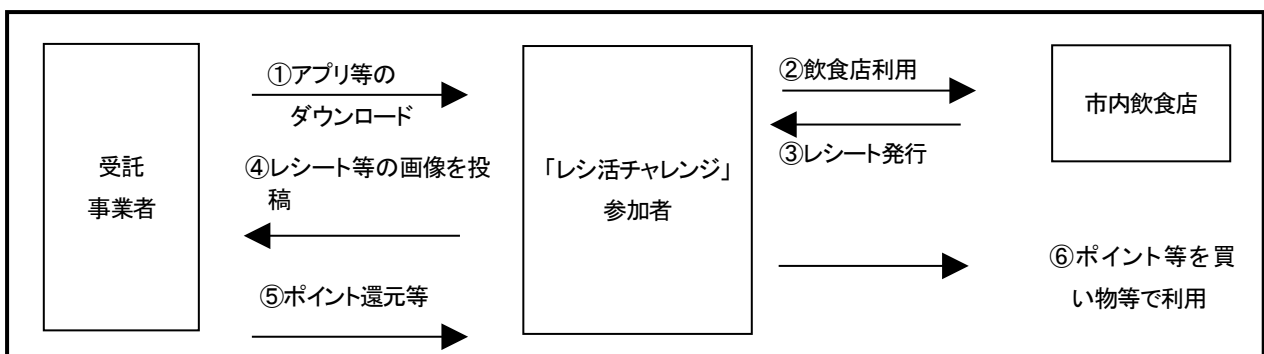 受託
事業者
①アプリ等の
ダウンロード
④レシート等の画像を投
稿
⑤ポイント還元等
「レシ活チャレンジ」
参加者
②飲食店利用
③レシート発行
市内飲食店
⑥ポイント等を買
い物等で利用